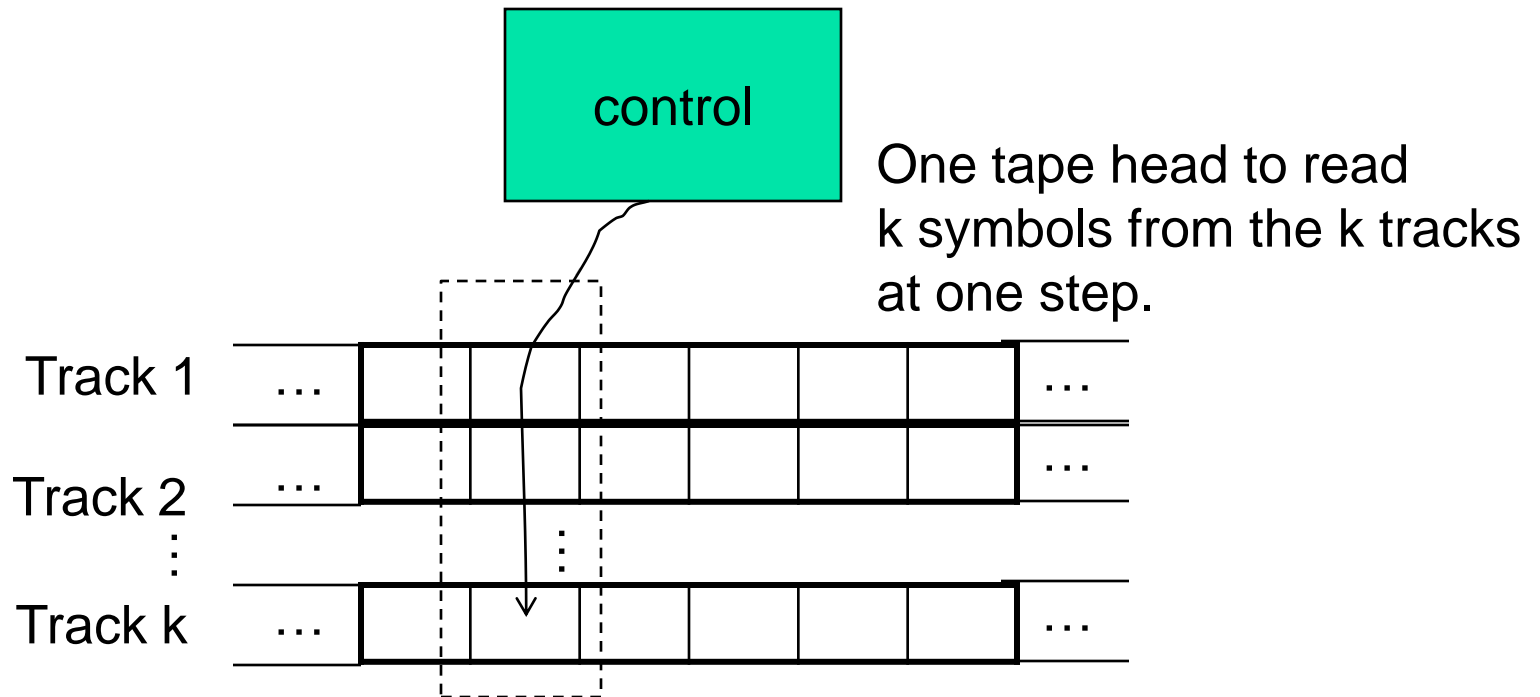 control
One tape head to read
k symbols from the k tracks
at one step.
Track 1 … …
Track 2 … …
⋮ ⋮
Track k … …